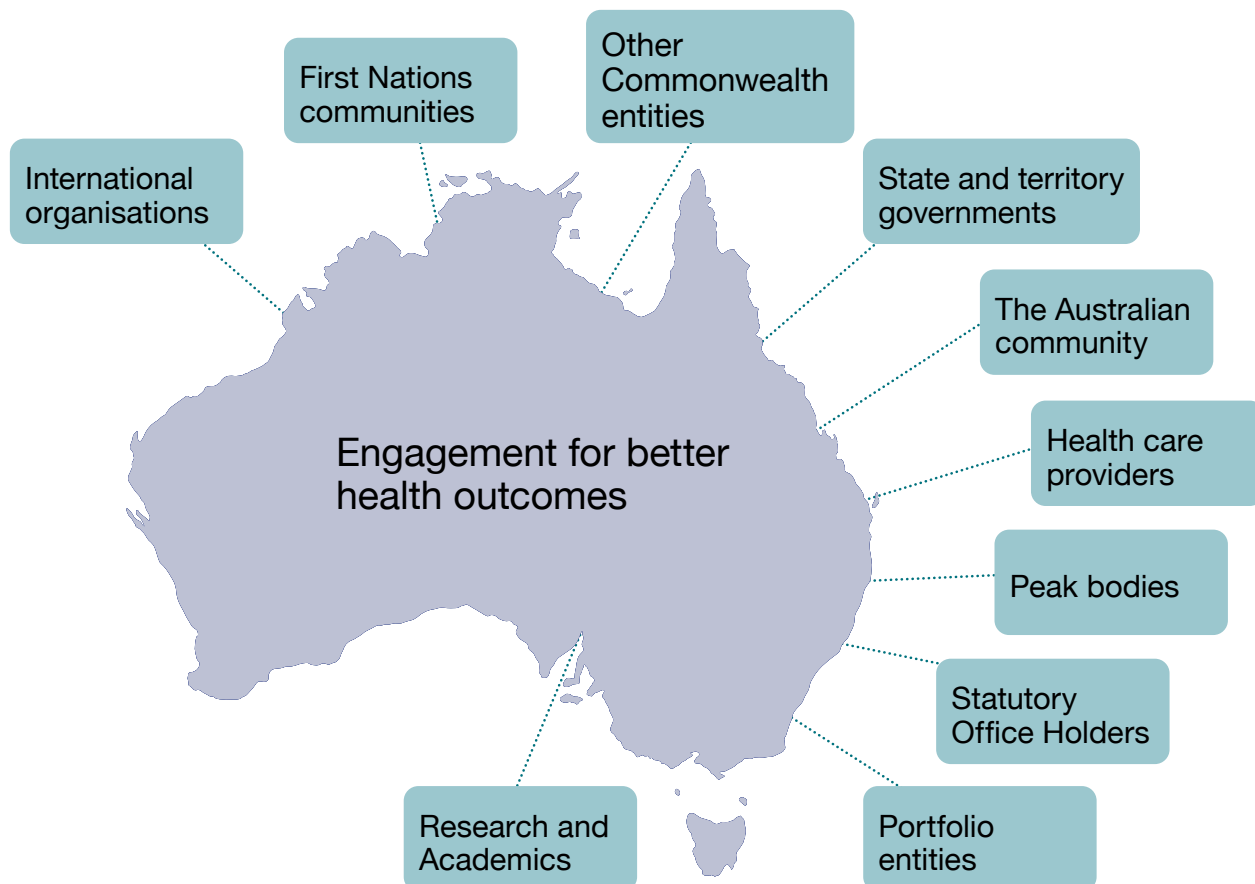 Other
Commonwealth
entities
First Nations
communities
International
organisations
State and territory
governments
The Australian
community
Engagement for better
health outcomes
Health care
providers
Peak bodies
Statutory
Office Holders
Research and
Academics
Portfolio
entities